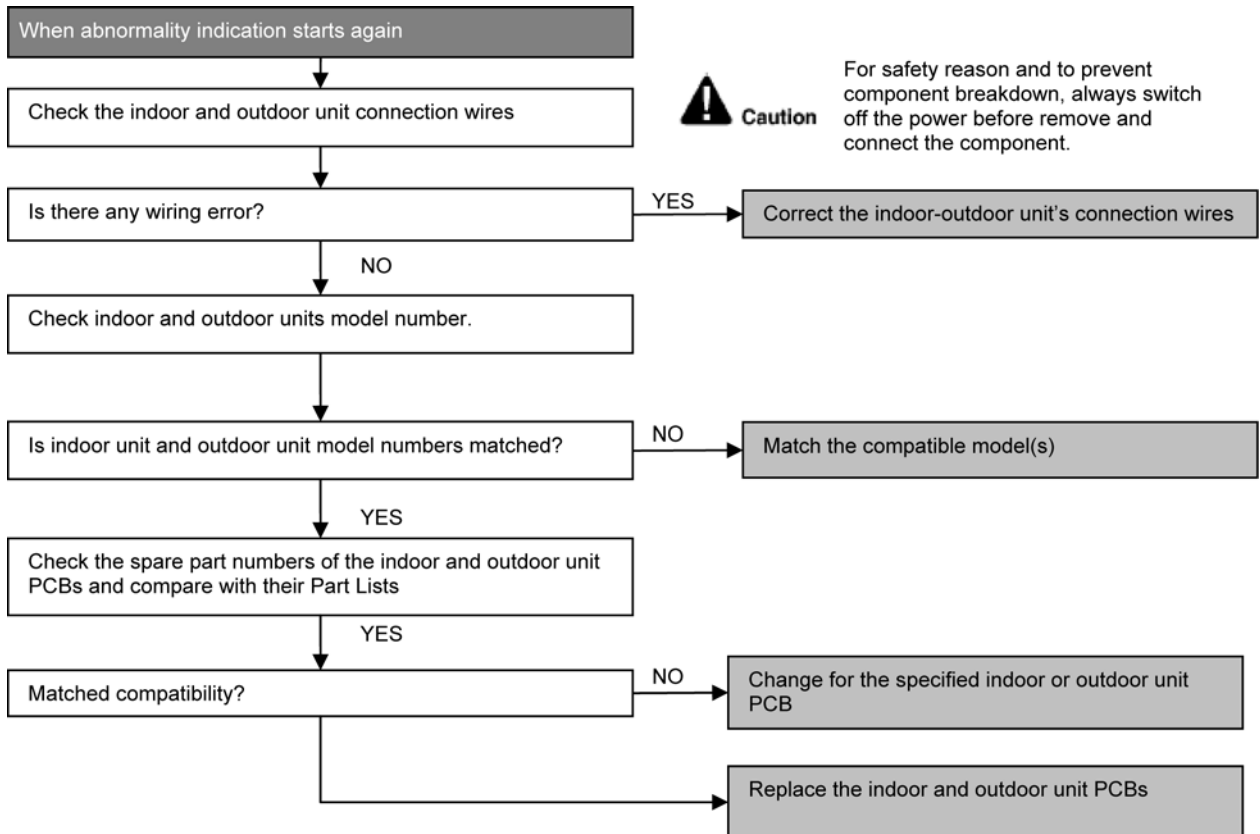 When abnormality indication starts again
Caution
For safety reason and to prevent
component breakdown, always switch
off the power before remove and
connect the component.
Check the indoor and outdoor unit connection wires
Is there any wiring error?
YES
Correct the indoor-outdoor unit's connection wires
NO
Check indoor and outdoor units model number.
Is indoor unit and outdoor unit model numbers matched?
NO
Match the compatible model(s)
YES
Check the spare part numbers of the indoor and outdoor unit
PCBs and compare with their Part Lists
YES
Matched compatibility?
NO
Change for the specified indoor or outdoor unit
PCB
Replace the indoor and outdoor unit PCBs